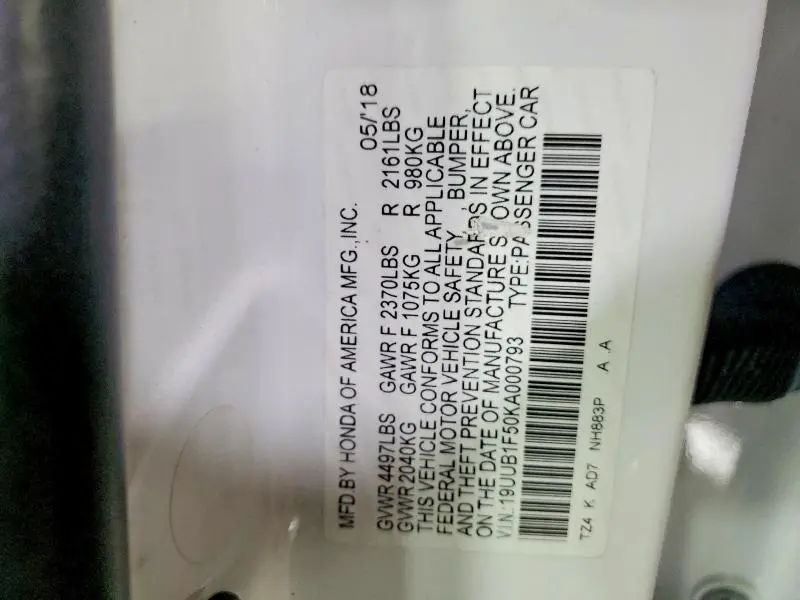 MFD.BY HONDA OF AMERICA MFG.,INC. 05/'18
GVWR 4497LBS GAWR F 2370LBS R 2161LBS
GVWR 2040KG GAWR F 1075KG R 980KG
THIS VEHICLE CONFORMS TO ALL APPLICABLE
FEDERAL MOTOR VEHICLE SAFETY, BUMPER,
AND THEFT PREVENTION STANDARDS IN EFFECT
ON THE DATE OF MANUFACTURE S OWN ABOVE.
V.I.N.:19UUB1F50KA000793 TYPE:PASSENGER CAR
TZ4 K AD7 NH883P A .A